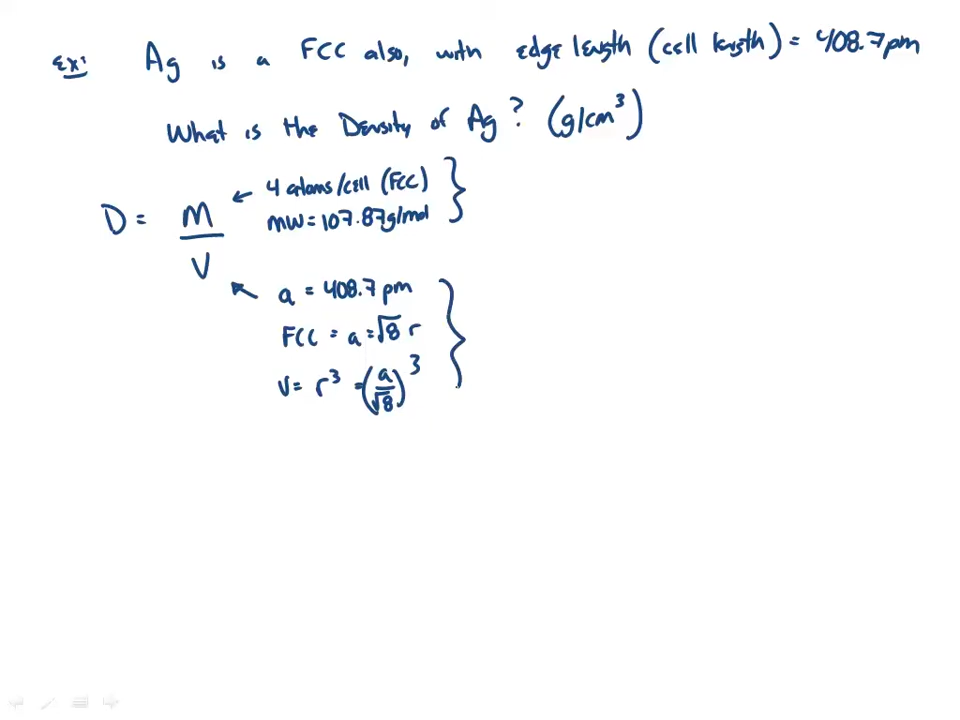 Ex: Ag is a FCC also, with edge length (cell length) = 408.7pm
What is the Density of Ag? (g/cm³)
D = M/V
← 4 atoms/cell (FCC)
MW = 107.87g/mol
a = 408.7 pm
FCC = a = √8 r
V = r³ = (a/√8)³